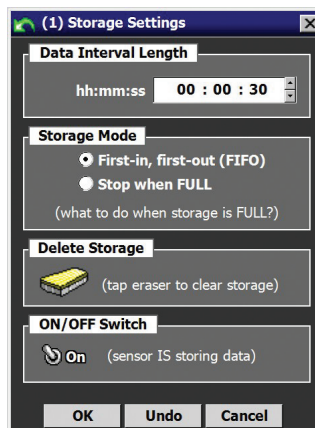 (1) Storage Settings
Data Interval Length
hh:mm:ss 00 : 00 : 30
Storage Mode
First-in, first-out (FIFO)
Stop when FULL
(what to do when storage is FULL?)
Delete Storage
(tap eraser to clear storage)
ON/OFF Switch
On (sensor IS storing data)
OK Undo Cancel